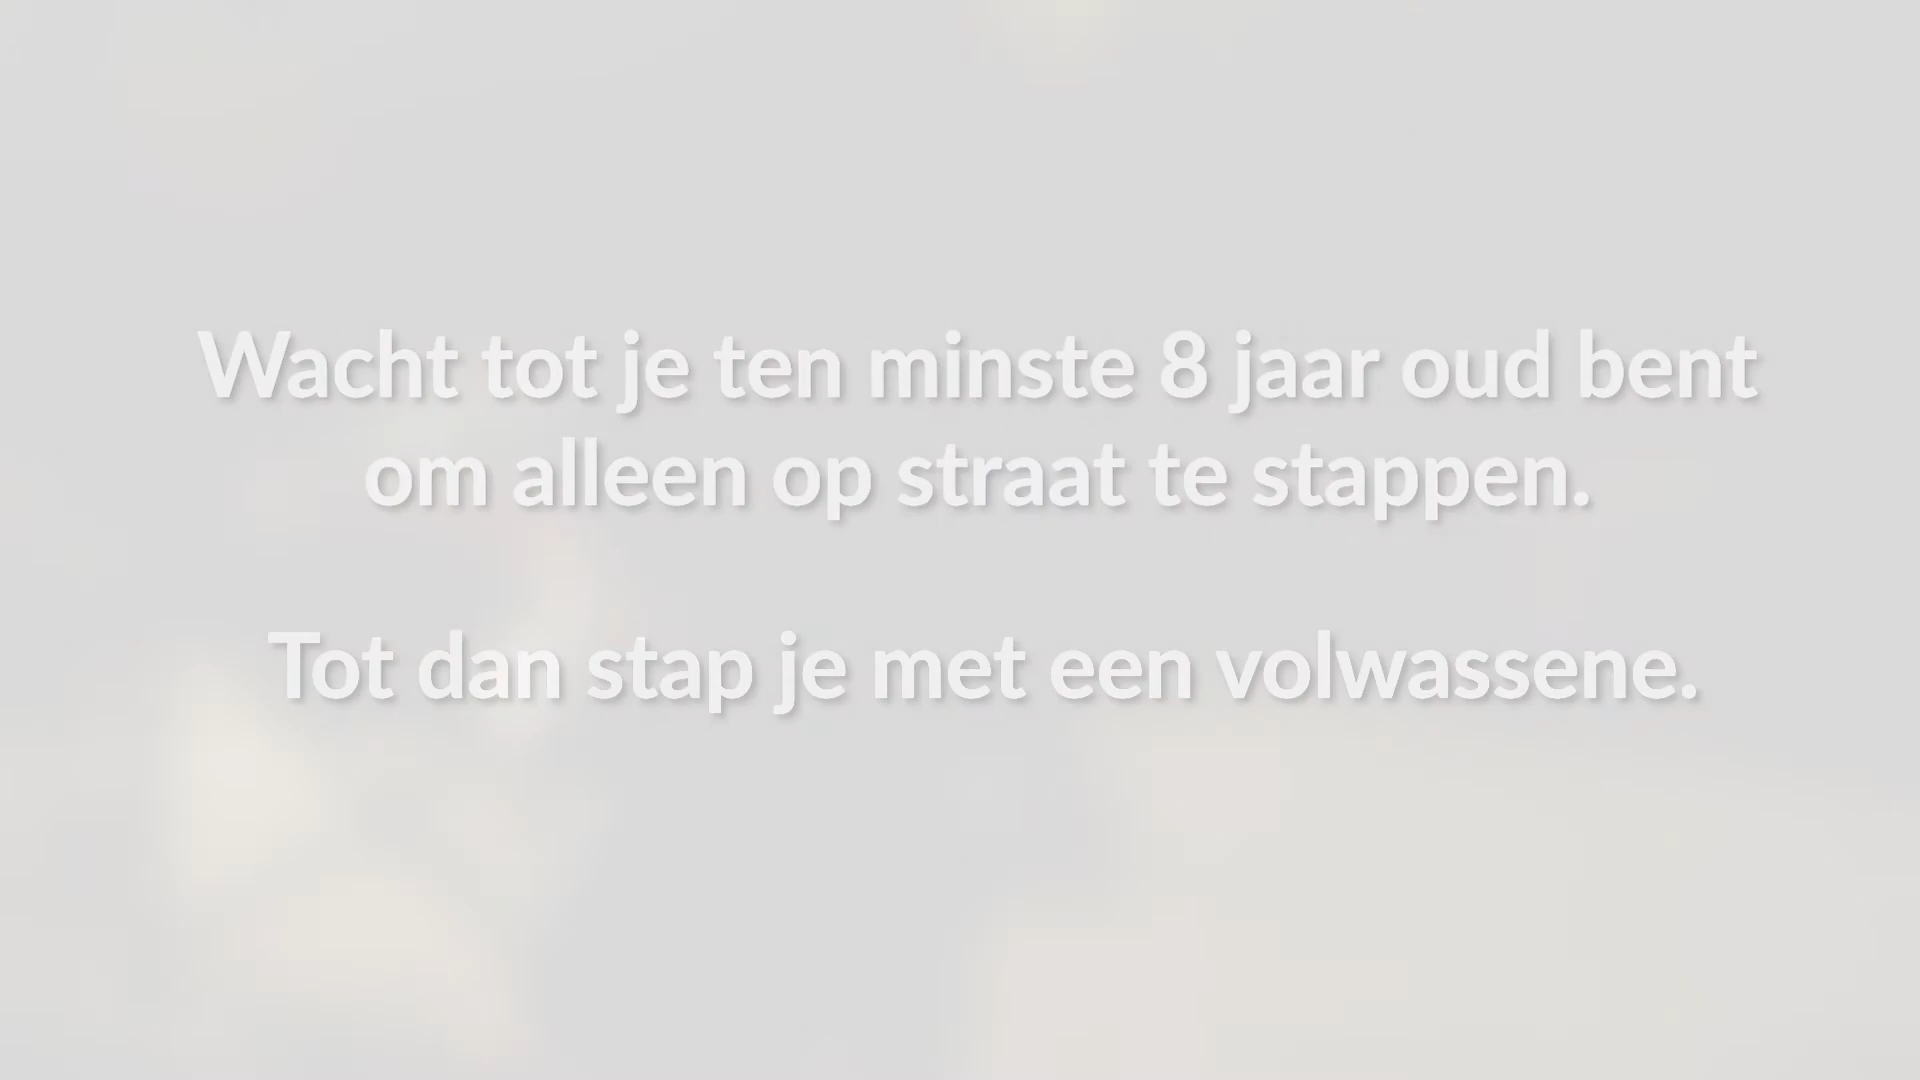 Wacht tot je ten minste 8 jaar oud bent
om alleen op straat te stappen.
Tot dan stap je met een volwassene.